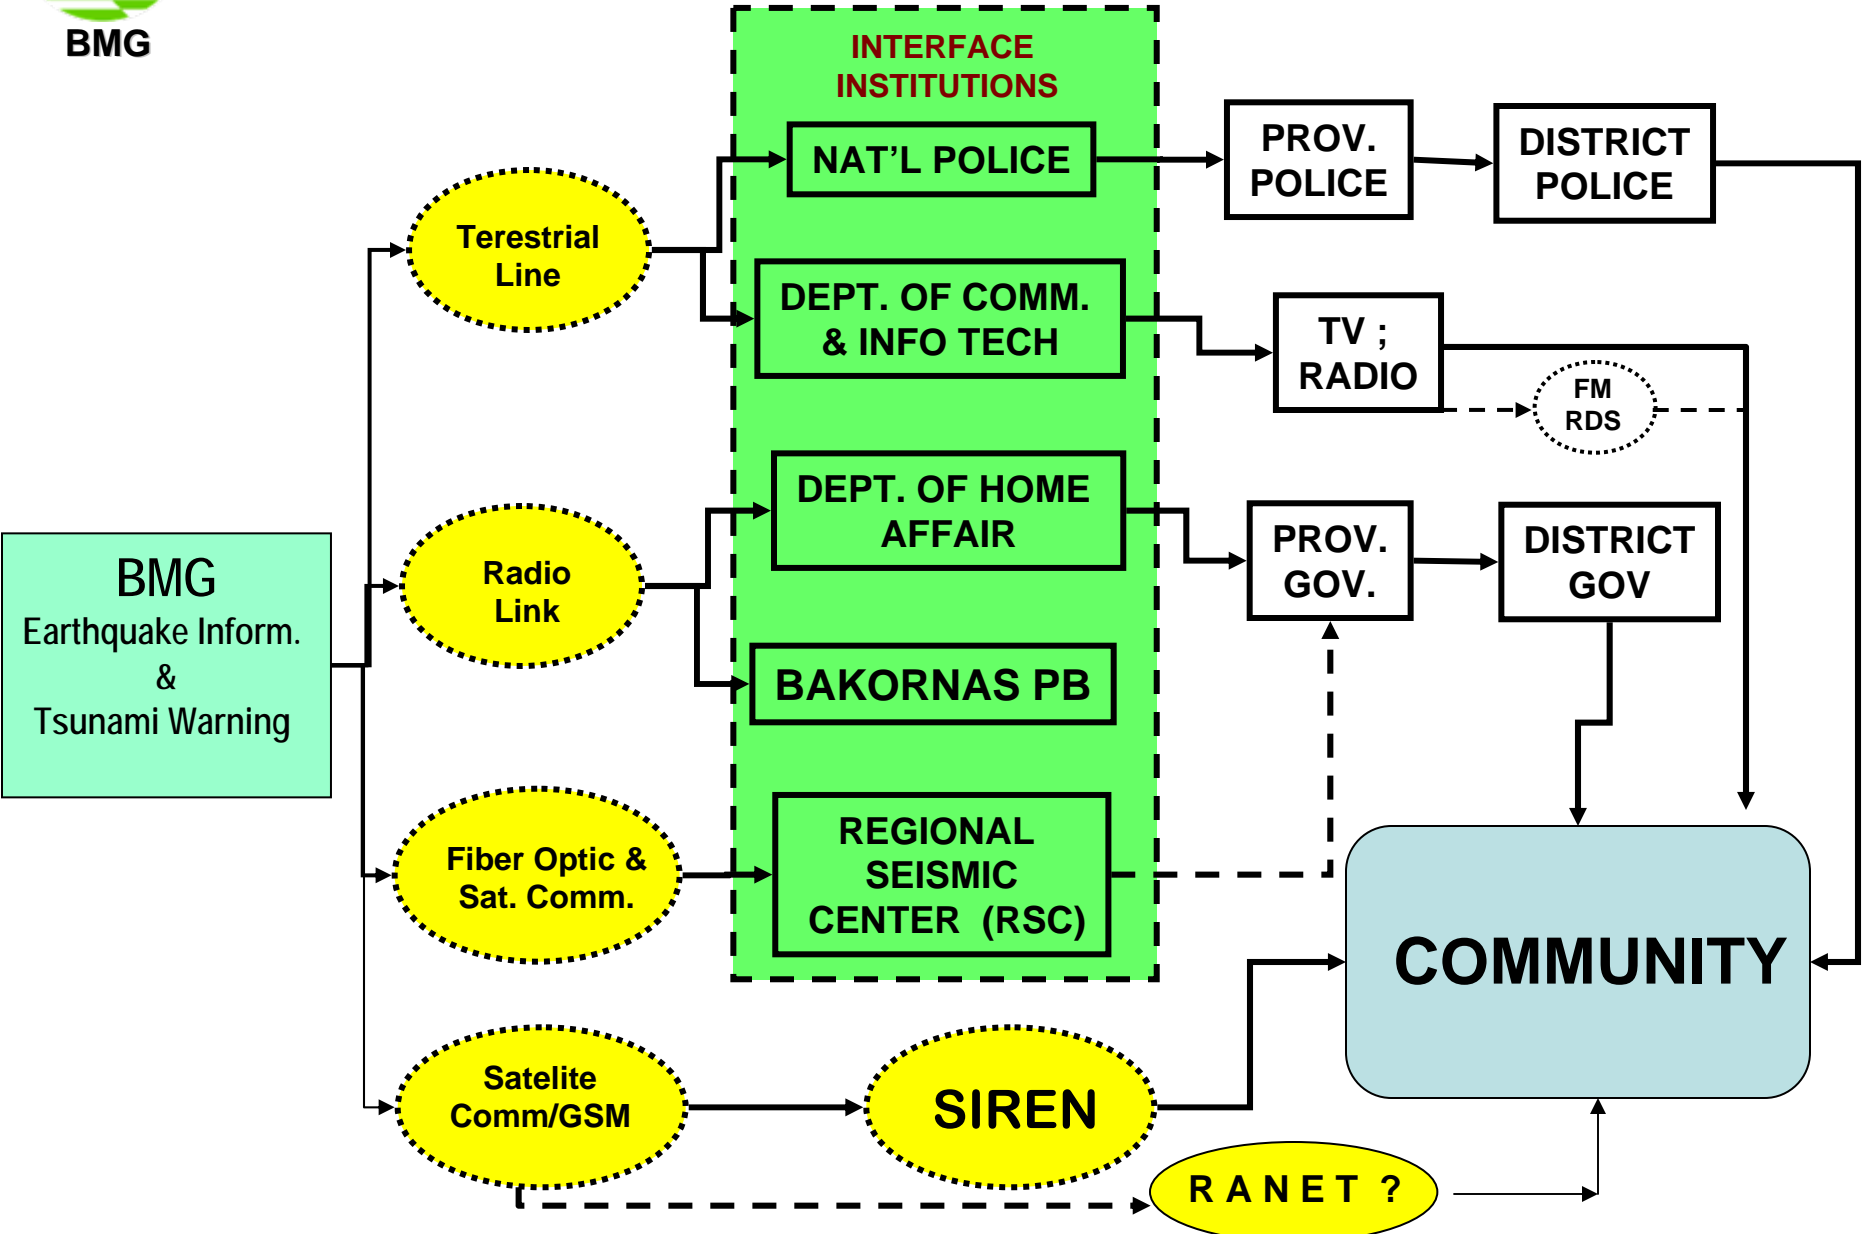 BMG
INTERFACE
INSTITUTIONS
NAT'L POLICE
PROV.
POLICE
DISTRICT
POLICE
Terestrial
Line
DEPT. OF COMM.
& INFO TECH
TV ;
RADIO
FM
RDS
DEPT. OF HOME
AFFAIR
PROV.
GOV.
DISTRICT
GOV
Radio
Link
BMG
Earthquake Inform.
&
Tsunami Warning
BAKORNAS PB
Fiber Optic &
Sat. Comm.
REGIONAL
SEISMIC
CENTER (RSC)
COMMUNITY
Satelite
Comm/GSM
SIREN
R A N E T ?